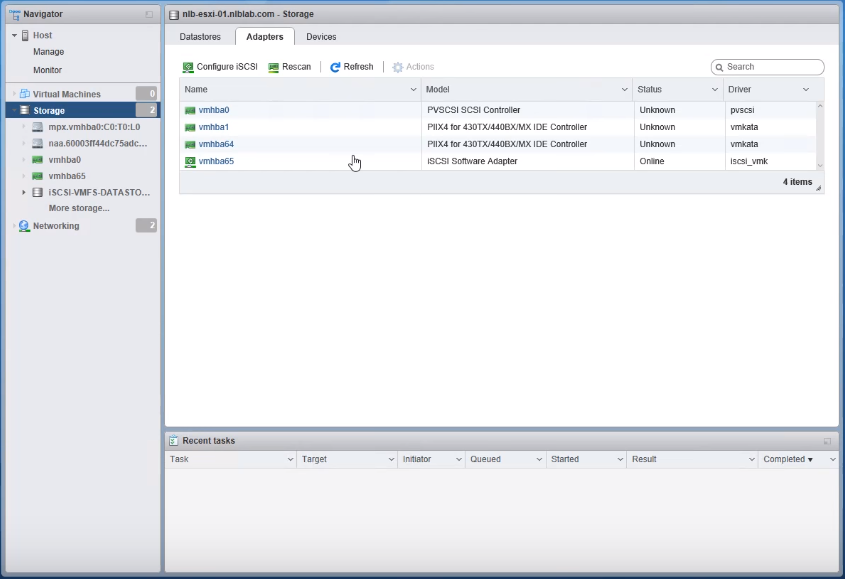 Navigator
Host
Manage
Monitor
Virtual Machines 0
Storage 2
mpx.vmhba0:C0:T0:L0
naa.60003ff44dc75adc...
vmhba0
vmhba65
iSCSI-VMFS-DATASTO...
More storage...
Networking 2
nlb-esxi-01.nlblab.com - Storage
Datastores Adapters Devices
Configure iSCSI Rescan Refresh Actions Search
Name Model Status Driver
vmhba0 PVSCSI SCSI Controller Unknown pvscsi
vmhba1 PIIX4 for 430TX/440BX/MX IDE Controller Unknown vmkata
vmhba64 PIIX4 for 430TX/440BX/MX IDE Controller Unknown vmkata
vmhba65 iSCSI Software Adapter Online iscsi_vmk
4 items
Recent tasks
Task Target Initiator Queued Started Result Completed ▼